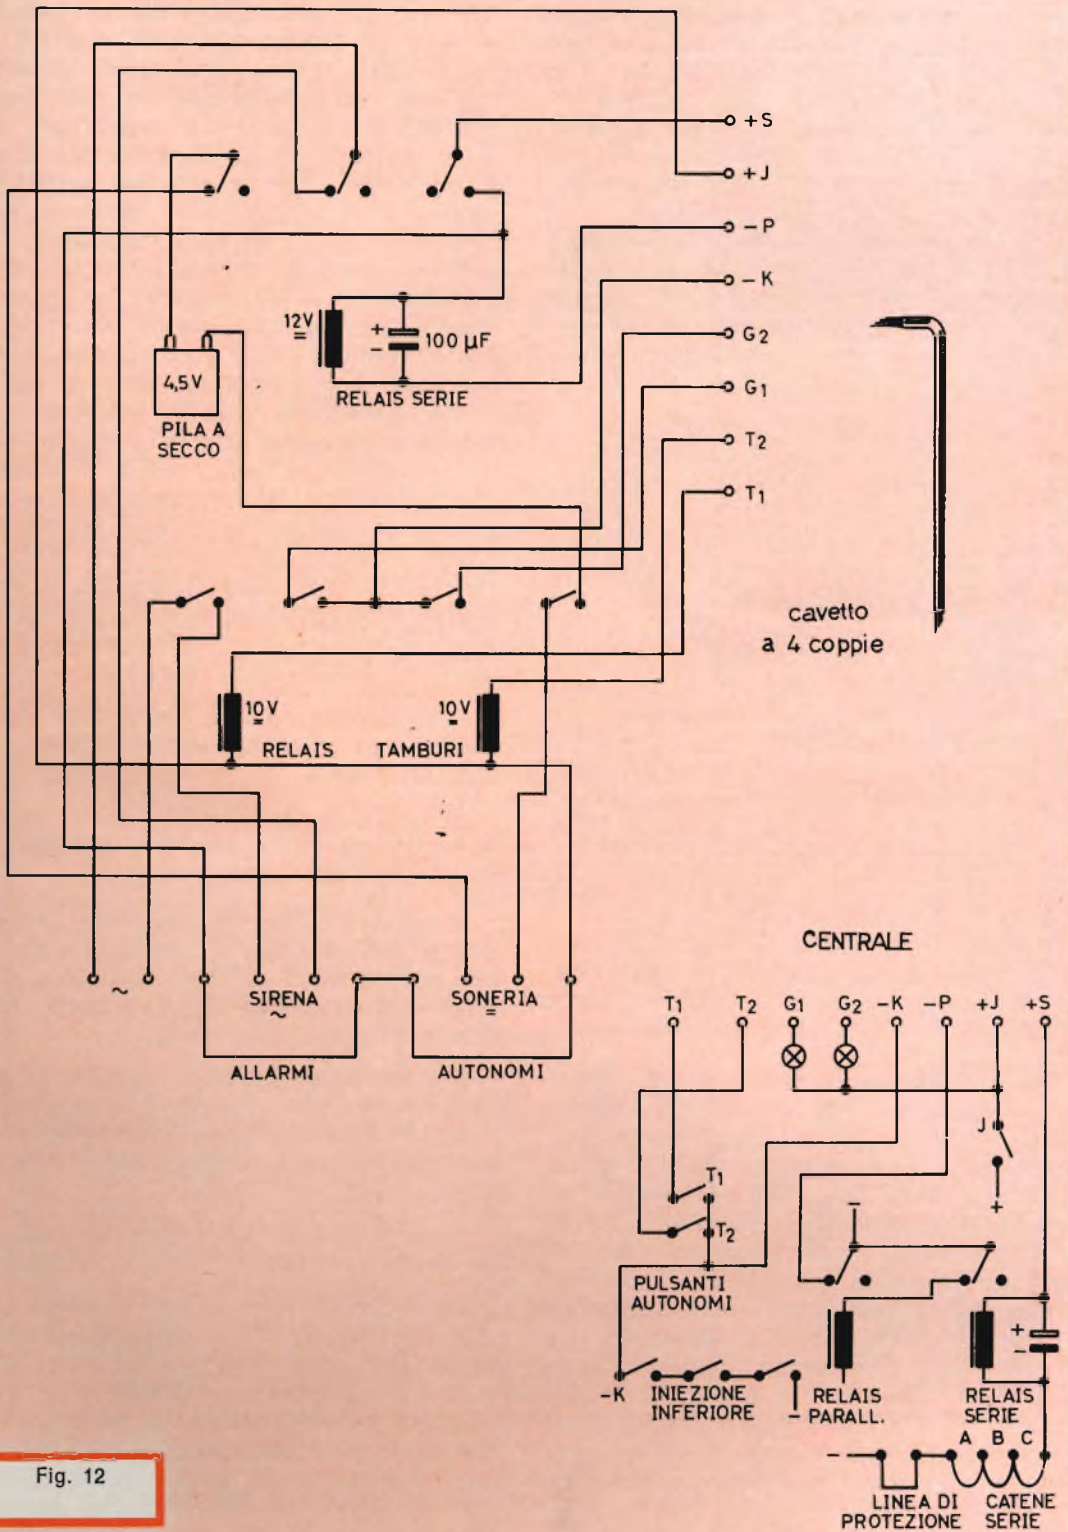 +S
+J
-P
-K
G2
G1
T2
T1
12V
=
+
-
100 µF
RELAIS SERIE
4,5V
PILA A
SECCO
cavetto
a 4 coppie
10V
=
10V
=
RELAIS TAMBURI
~
SIRENA
~
SONERIA
=
ALLARMI
AUTONOMI
CENTRALE
T1 T2 G1 G2 -K -P +J +S
J
+
T1
T2
-
PULSANTI
AUTONOMI
+
-
-K
INIEZIONE
INFERIORE
-
RELAIS
PARALL.
RELAIS
SERIE
A B C
-
LINEA DI
PROTEZIONE
CATENE
SERIE
Fig. 12